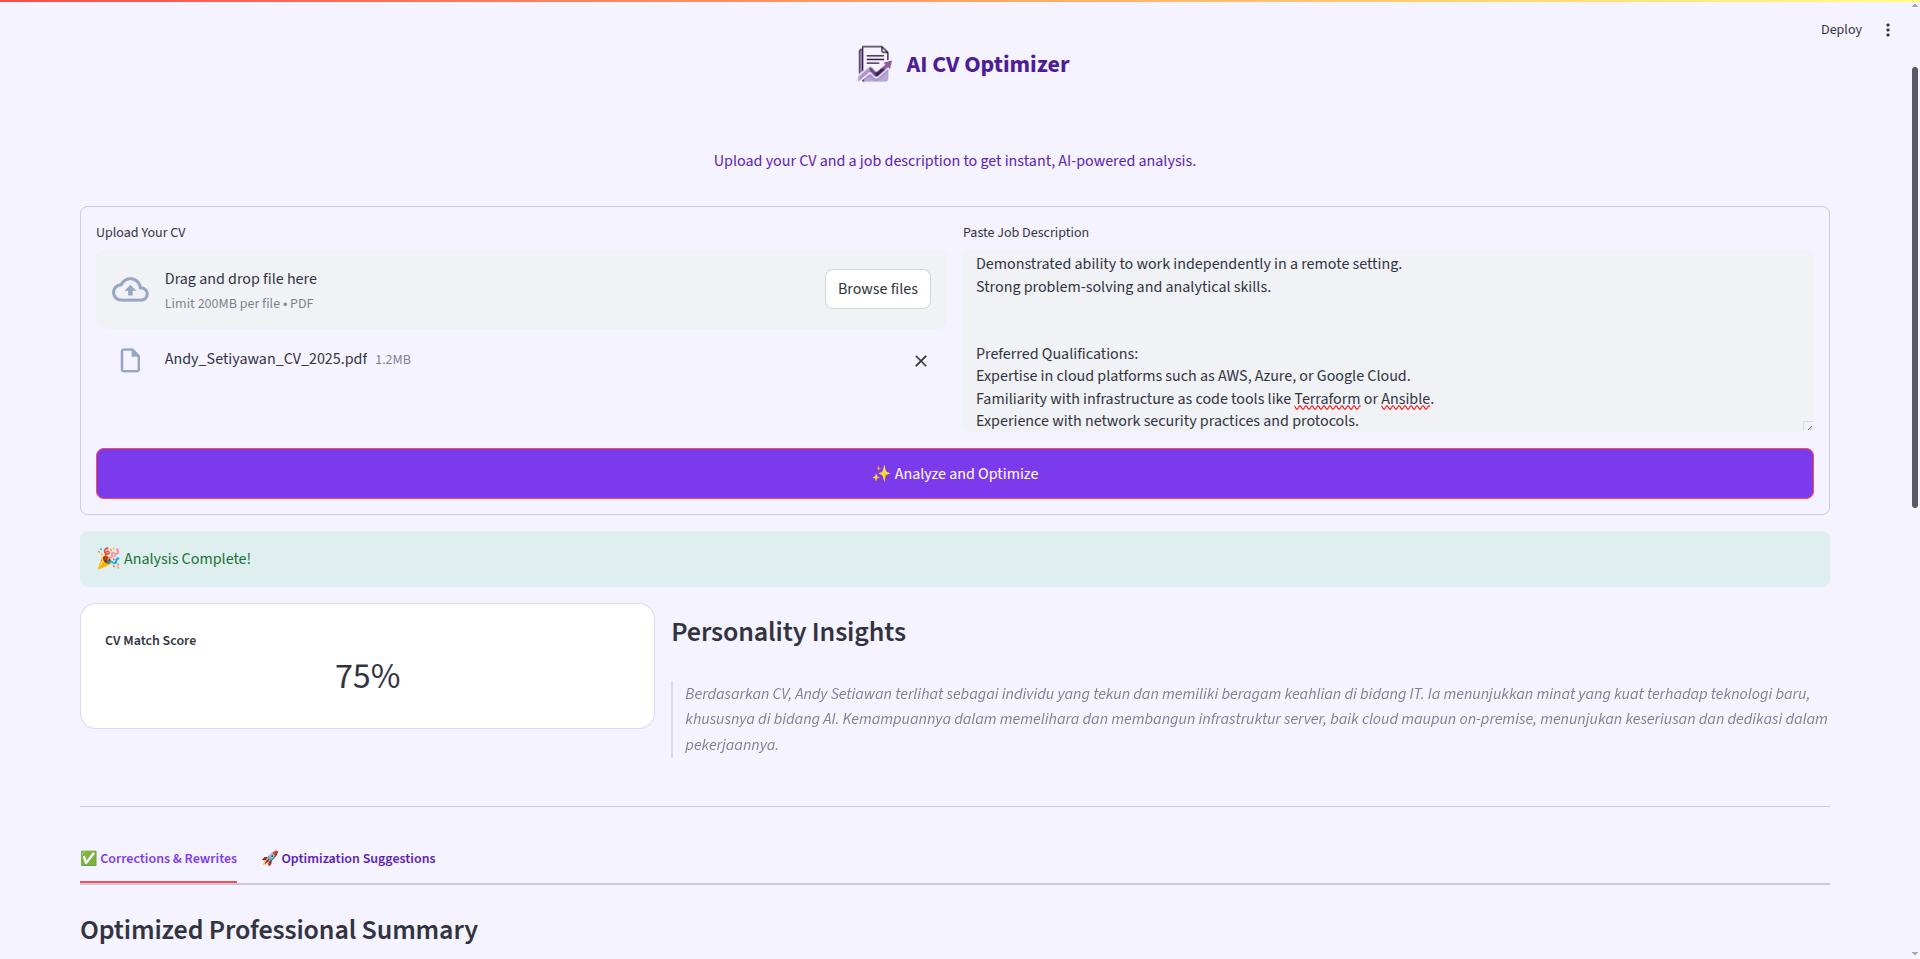 Deploy
AI CV Optimizer
Upload your CV and a job description to get instant, AI-powered analysis.
Upload Your CV
Drag and drop file here
Limit 200MB per file • PDF
Browse files
Andy_Setiyawan_CV_2025.pdf 1.2MB
Paste Job Description
Demonstrated ability to work independently in a remote setting.
Strong problem-solving and analytical skills.
Preferred Qualifications:
Expertise in cloud platforms such as AWS, Azure, or Google Cloud.
Familiarity with infrastructure as code tools like Terraform or Ansible.
Experience with network security practices and protocols.
✨ Analyze and Optimize
🎉 Analysis Complete!
CV Match Score
75%
Personality Insights
Berdasarkan CV, Andy Setiawan terlihat sebagai individu yang tekun dan memiliki beragam keahlian di bidang IT. Ia menunjukkan minat yang kuat terhadap teknologi baru,
khususnya di bidang AI. Kemampuannya dalam memelihara dan membangun infrastruktur server, baik cloud maupun on-premise, menunjukan keseriusan dan dedikasi dalam
pekerjaannya.
✅ Corrections & Rewrites
🚀 Optimization Suggestions
Optimized Professional Summary